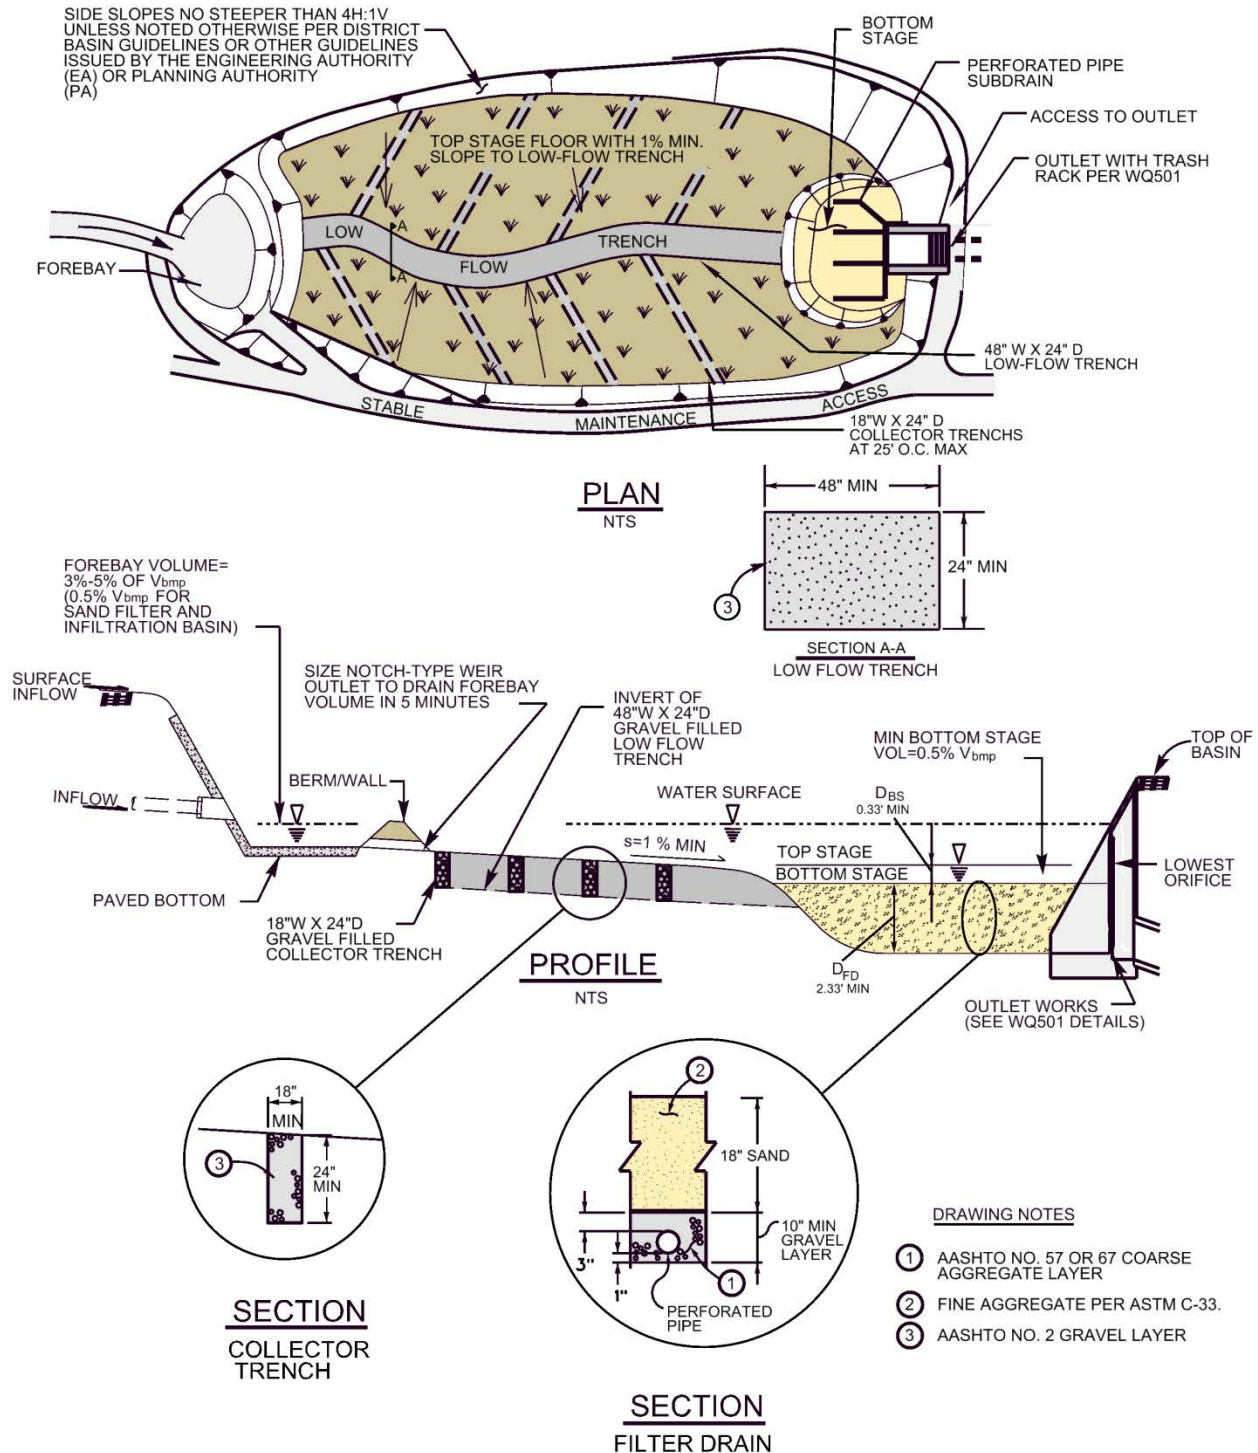 SIDE SLOPES NO STEEPER THAN 4H:1V
UNLESS NOTED OTHERWISE PER DISTRICT
BASIN GUIDELINES OR OTHER GUIDELINES
ISSUED BY THE ENGINEERING AUTHORITY
(EA) OR PLANNING AUTHORITY
(PA)
BOTTOM
STAGE
PERFORATED PIPE
SUBDRAIN
ACCESS TO OUTLET
OUTLET WITH TRASH
RACK PER WQ501
TOP STAGE FLOOR WITH 1% MIN.
SLOPE TO LOW-FLOW TRENCH
LOW
A
A
FLOW
TRENCH
FOREBAY
48" W X 24" D
LOW-FLOW TRENCH
STABLE
MAINTENANCE
ACCESS
18"W X 24" D
COLLECTOR TRENCHS
AT 25' O.C. MAX
PLAN
NTS
48" MIN
24" MIN
3
SECTION A-A
LOW FLOW TRENCH
FOREBAY VOLUME=
3%-5% OF Vbmp
(0.5% Vbmp FOR
SAND FILTER AND
INFILTRATION BASIN)
SURFACE
INFLOW
SIZE NOTCH-TYPE WEIR
OUTLET TO DRAIN FOREBAY
VOLUME IN 5 MINUTES
INVERT OF
48"W X 24"D
GRAVEL FILLED
LOW FLOW
TRENCH
MIN BOTTOM STAGE
VOL=0.5% Vbmp
TOP OF
BASIN
BERM/WALL
INFLOW
WATER SURFACE
DBS
0.33' MIN
s=1 % MIN
TOP STAGE
BOTTOM STAGE
LOWEST
ORIFICE
PAVED BOTTOM
18"W X 24"D
GRAVEL FILLED
COLLECTOR TRENCH
PROFILE
NTS
DFD
2.33' MIN
OUTLET WORKS
(SEE WQ501 DETAILS)
18"
MIN
3
24"
MIN
2
18" SAND
10" MIN
GRAVEL
LAYER
3"
1"
1
PERFORATED
PIPE
SECTION
COLLECTOR
TRENCH
SECTION
FILTER DRAIN
DRAWING NOTES
1 AASHTO NO. 57 OR 67 COARSE
AGGREGATE LAYER
2 FINE AGGREGATE PER ASTM C-33.
3 AASHTO NO. 2 GRAVEL LAYER